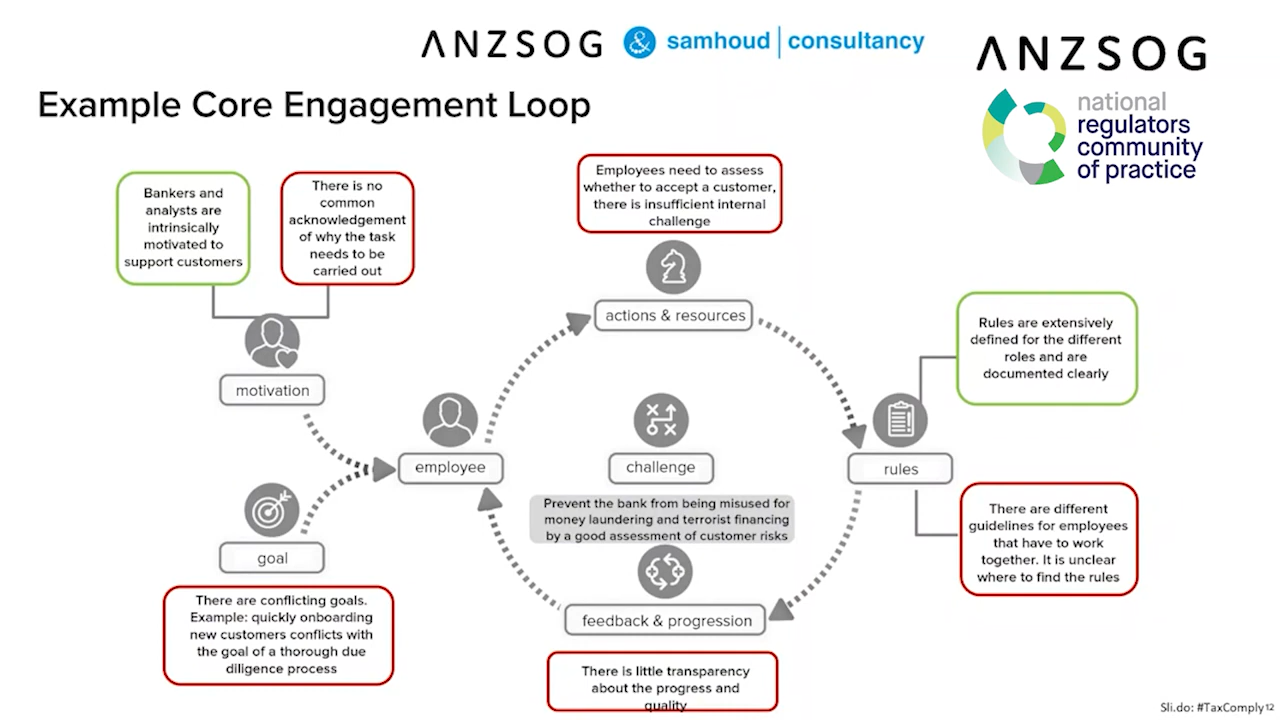 ANZSOG & samhoud | consultancy
ANZSOG
national
regulators
community
of practice
Example Core Engagement Loop
Bankers and
analysts are
intrinsically
motivated to
support customers
There is no
common
acknowledgement
of why the task
needs to be
carried out
Employees need to assess
whether to accept a customer,
there is insufficient internal
challenge
actions & resources
motivation
Rules are extensively
defined for the different
roles and are
documented clearly
employee
challenge
rules
Prevent the bank from being misused for
money laundering and terrorist financing
by a good assessment of customer risks
goal
There are conflicting goals.
Example: quickly onboarding
new customers conflicts with
the goal of a thorough due
diligence process
There are different
guidelines for employees
that have to work
together. It is unclear
where to find the rules
feedback & progression
There is little transparency
about the progress and
quality
Sli.do: #TaxComply 12